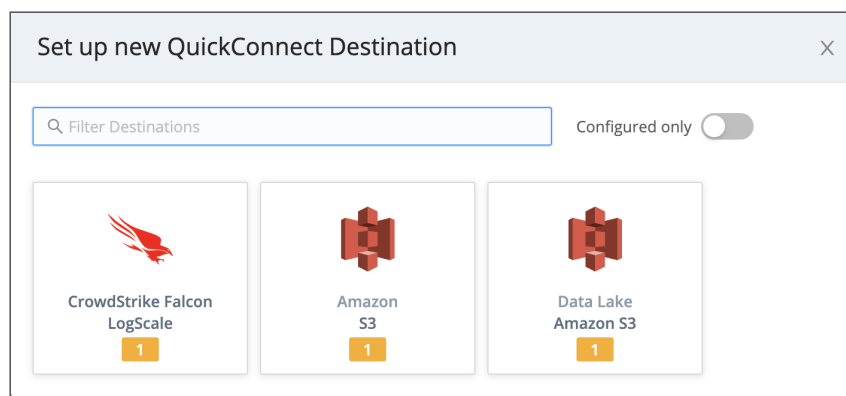 Set up new QuickConnect Destination
X
Filter Destinations
Configured only
CrowdStrike Falcon
LogScale
1
Amazon
S3
1
Data Lake
Amazon S3
1